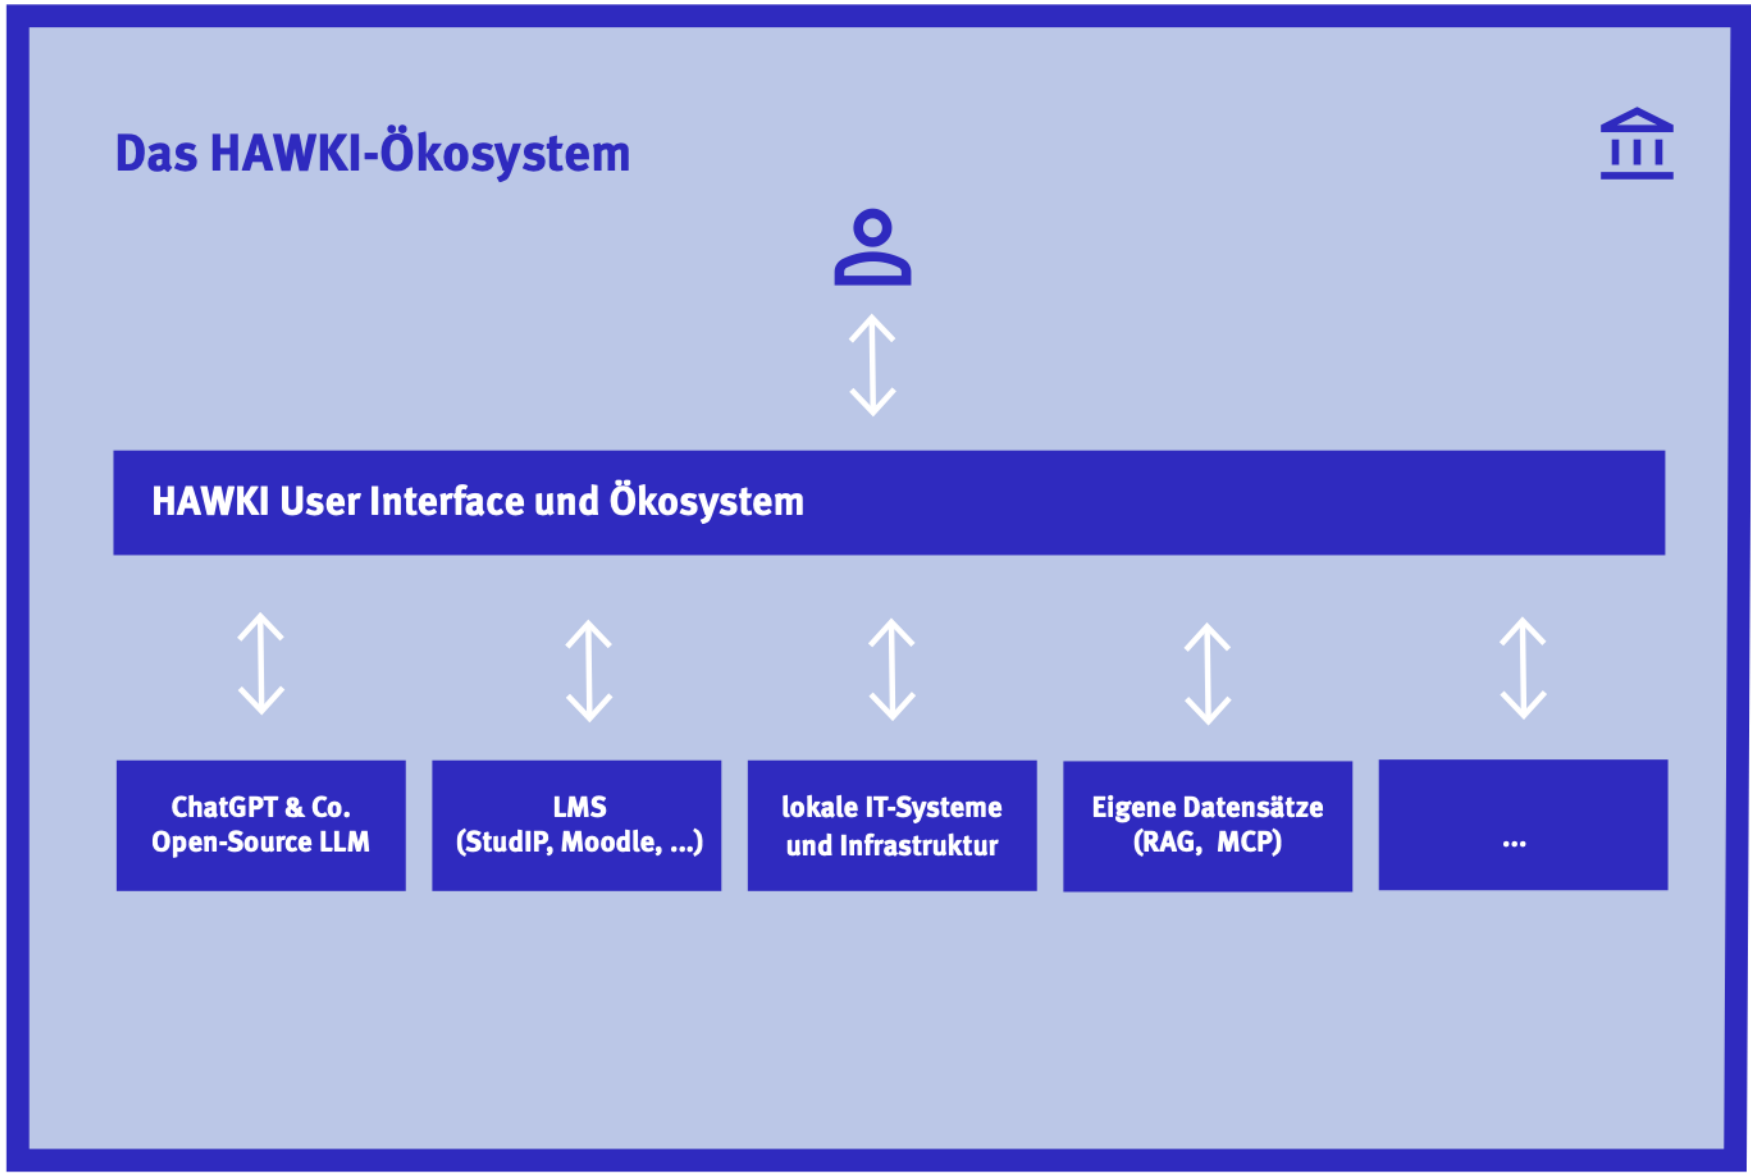 Das HAWKI-Ökosystem
HAWKI User Interface und Ökosystem
ChatGPT & Co.
Open-Source LLM
LMS
(StudIP, Moodle, ...)
lokale IT-Systeme
und Infrastruktur
Eigene Datensätze
(RAG, MCP)
...